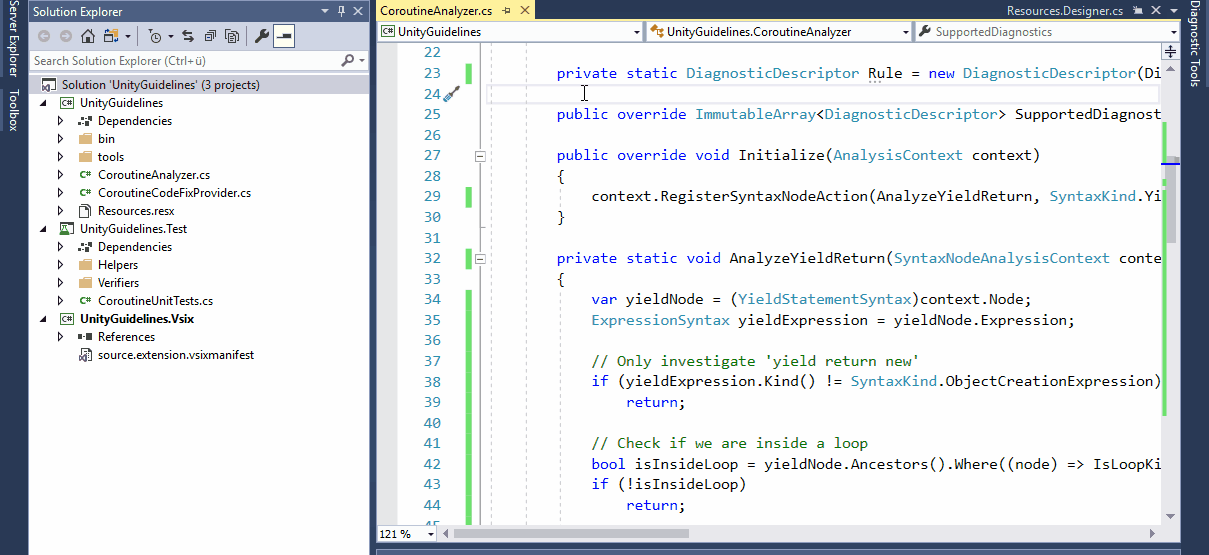 Server Explorer
Toolbox
Solution Explorer
Search Solution Explorer (Ctrl+ü)
Solution 'UnityGuidelines' (3 projects)
UnityGuidelines
Dependencies
bin
tools
CoroutineAnalyzer.cs
CoroutineCodeFixProvider.cs
Resources.resx
UnityGuidelines.Test
Dependencies
Helpers
Verifiers
CoroutineUnitTests.cs
UnityGuidelines.Vsix
References
source.extension.vsixmanifest
CoroutineAnalyzer.cs
Resources.Designer.cs
UnityGuidelines
UnityGuidelines.CoroutineAnalyzer
SupportedDiagnostics
22
23 private static DiagnosticDescriptor Rule = new DiagnosticDescriptor(Di
24
25 public override ImmutableArray<DiagnosticDescriptor> SupportedDiagnost
26
27 public override void Initialize(AnalysisContext context)
28 {
29 context.RegisterSyntaxNodeAction(AnalyzeYieldReturn, SyntaxKind.Yi
30 }
31
32 private static void AnalyzeYieldReturn(SyntaxNodeAnalysisContext conte
33 {
34 var yieldNode = (YieldStatementSyntax)context.Node;
35 ExpressionSyntax yieldExpression = yieldNode.Expression;
36
37 // Only investigate 'yield return new'
38 if (yieldExpression.Kind() != SyntaxKind.ObjectCreationExpression)
39 return;
40
41 // Check if we are inside a loop
42 bool isInsideLoop = yieldNode.Ancestors().Where((node) => IsLoopKi
43 if (!isInsideLoop)
44 return;
45
121 %
Diagnostic Tools